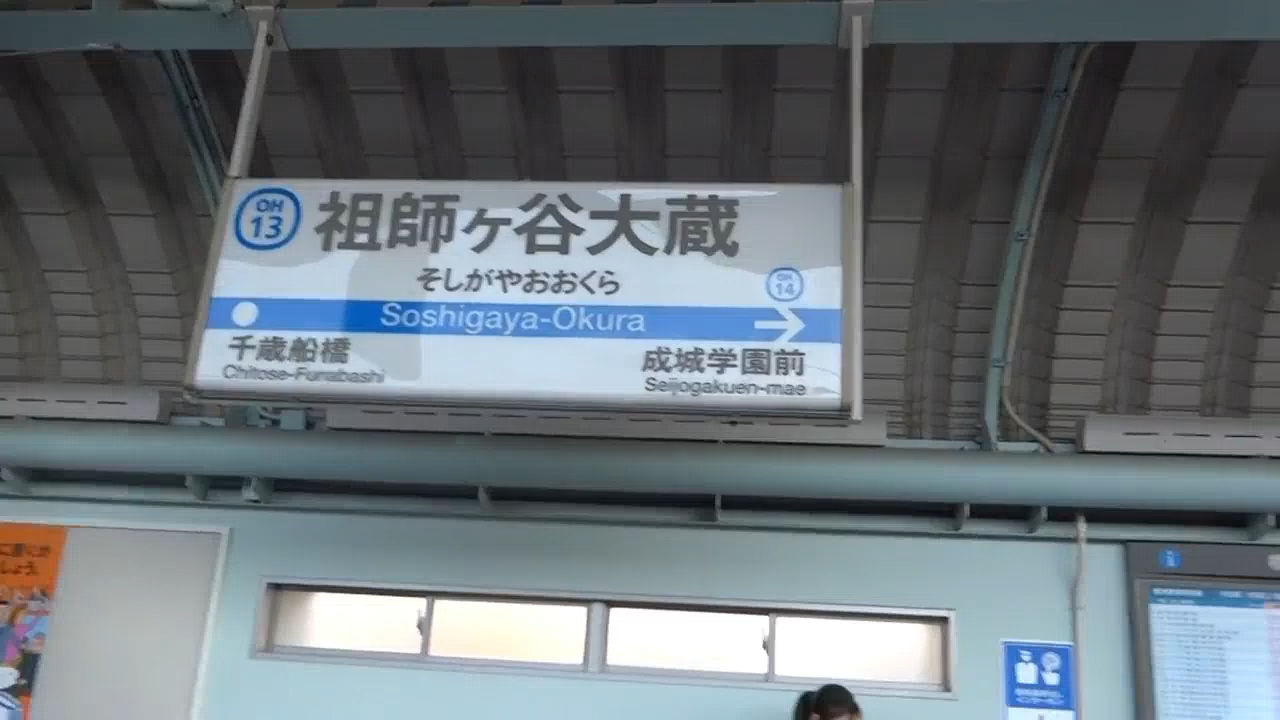 OH
13
祖師ヶ谷大蔵
そしがやおおくら
OH
14
Soshigaya-Okura
千歳船橋
Chitose-Funabashi
成城学園前
Seijogakuen-mae